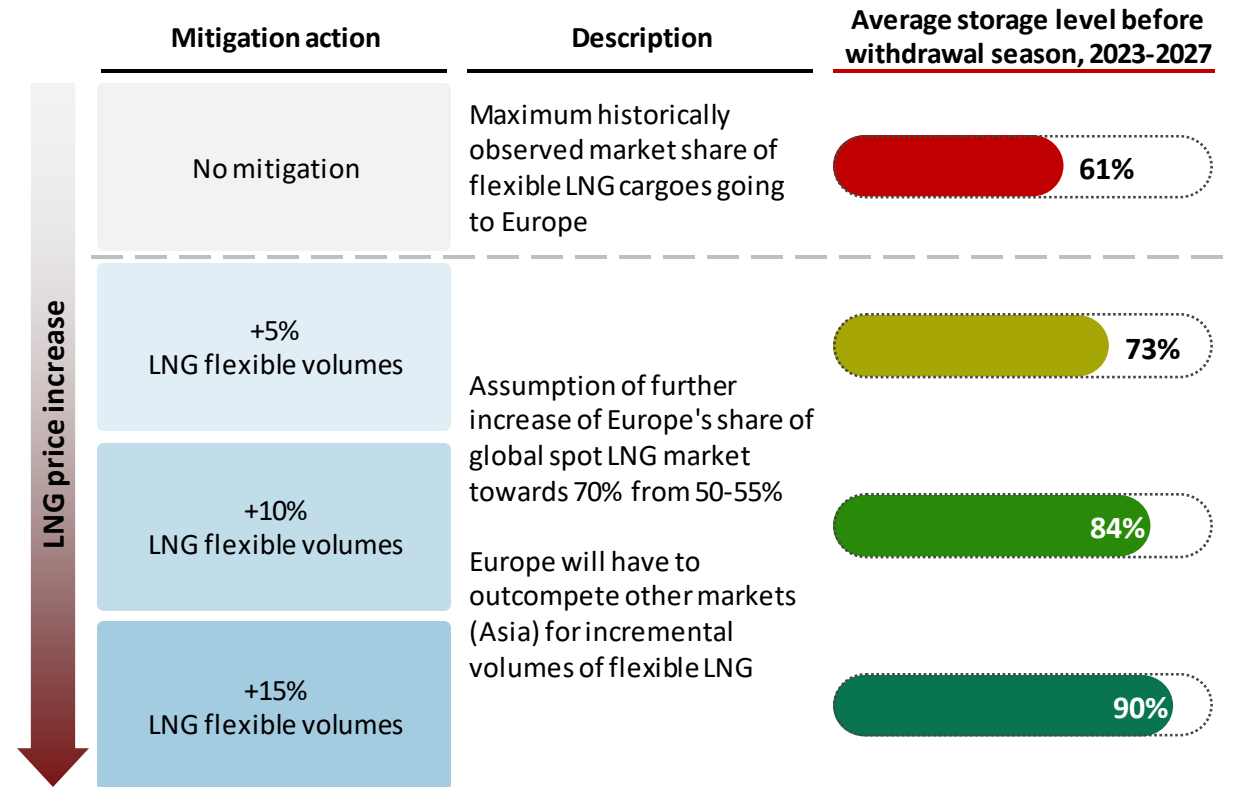 Mitigation action
Description
Average storage level before
withdrawal season, 2023-2027
LNG price increase
No mitigation
Maximum historically
observed market share of
flexible LNG cargoes going
to Europe
61%
+5%
LNG flexible volumes
73%
Assumption of further
increase of Europe's share of
global spot LNG market
towards 70% from 50-55%
+10%
LNG flexible volumes
84%
Europe will have to
outcompete other markets
(Asia) for incremental
volumes of flexible LNG
+15%
LNG flexible volumes
90%